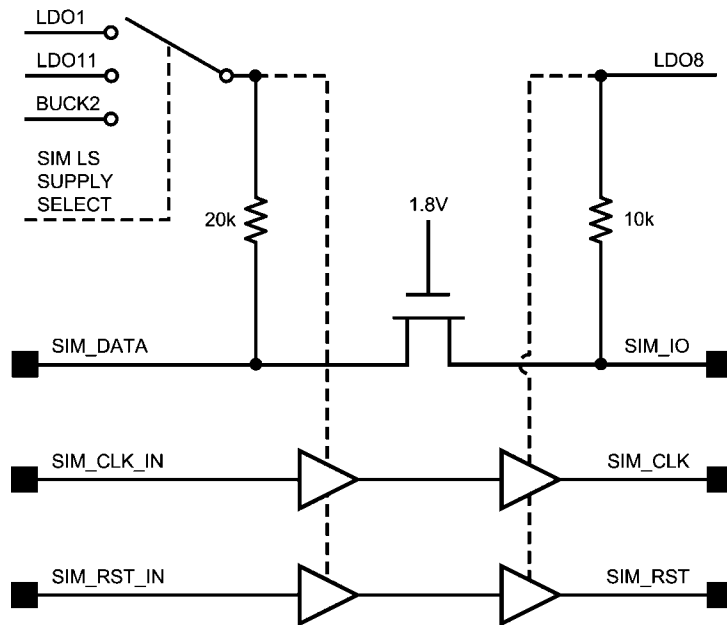 LDO1
LDO11
BUCK2
SIM LS
SUPPLY
SELECT
LDO8
20k
1.8V
10k
SIM_DATA
SIM_IO
SIM_CLK_IN
SIM_CLK
SIM_RST_IN
SIM_RST